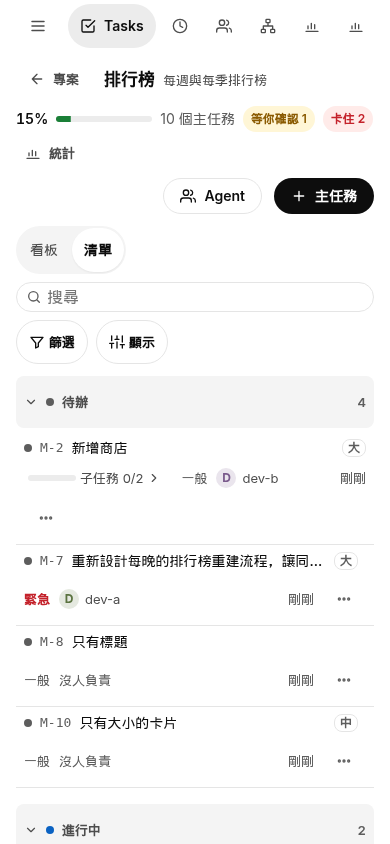 Tasks
專案 排行榜 每週與每季排行榜
15% 10 個主任務 等你確認 1 卡住 2
統計
Agent 主任務
看板 清單
搜尋
篩選 顯示
待辦 4
M-2 新增商店 大
子任務 0/2 一般 D dev-b 剛剛
M-7 重新設計每晚的排行榜重建流程，讓同... 大
緊急 D dev-a 剛剛
M-8 只有標題
一般 沒人負責 剛剛
M-10 只有大小的卡片 中
一般 沒人負責 剛剛
進行中 2